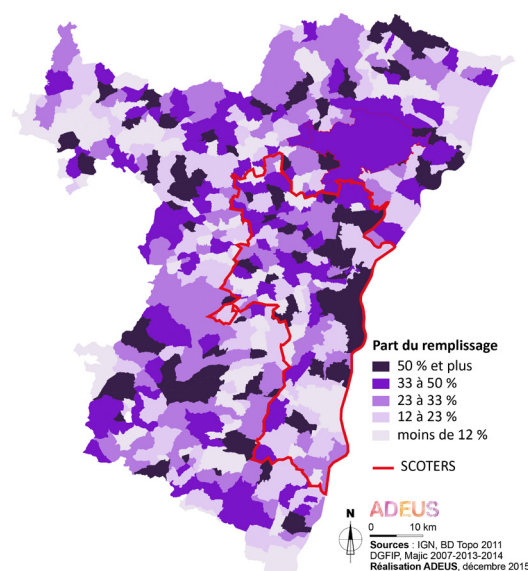 Part du remplissage
50 % et plus
33 à 50 %
23 à 33 %
12 à 23 %
moins de 12 %
SCOTERS
ADEUS
N
0 10 km
Sources : IGN, BD Topo 2011
DGFIP, Majic 2007-2013-2014
Réalisation ADEUS, décembre 2015